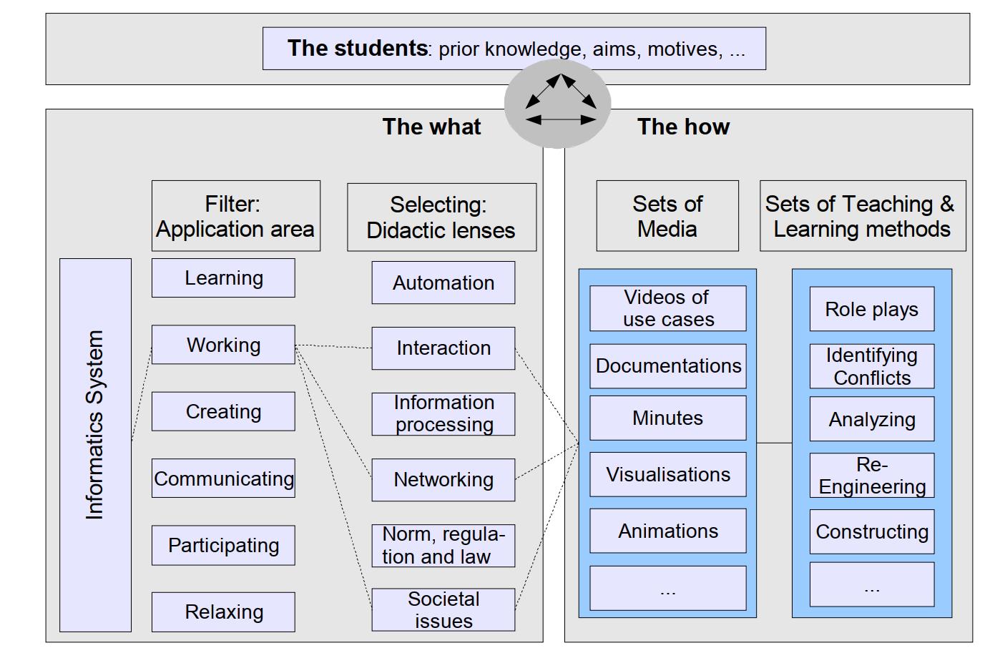 The students: prior knowledge, aims, motives, ...
The what
The how
Filter:
Application area
Selecting:
Didactic lenses
Sets of
Media
Sets of Teaching &
Learning methods
Informatics System
Learning
Working
Creating
Communicating
Participating
Relaxing
Automation
Interaction
Information
processing
Networking
Norm, regula-
tion and law
Societal
issues
Videos of
use cases
Documentations
Minutes
Visualisations
Animations
...
Role plays
Identifying
Conflicts
Analyzing
Re-
Engineering
Constructing
...